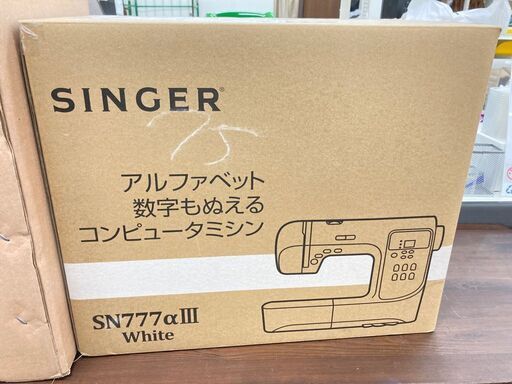 SINGER®
75
アルファベット
数字もぬえる
コンピュータミシン
SN777αIII
White